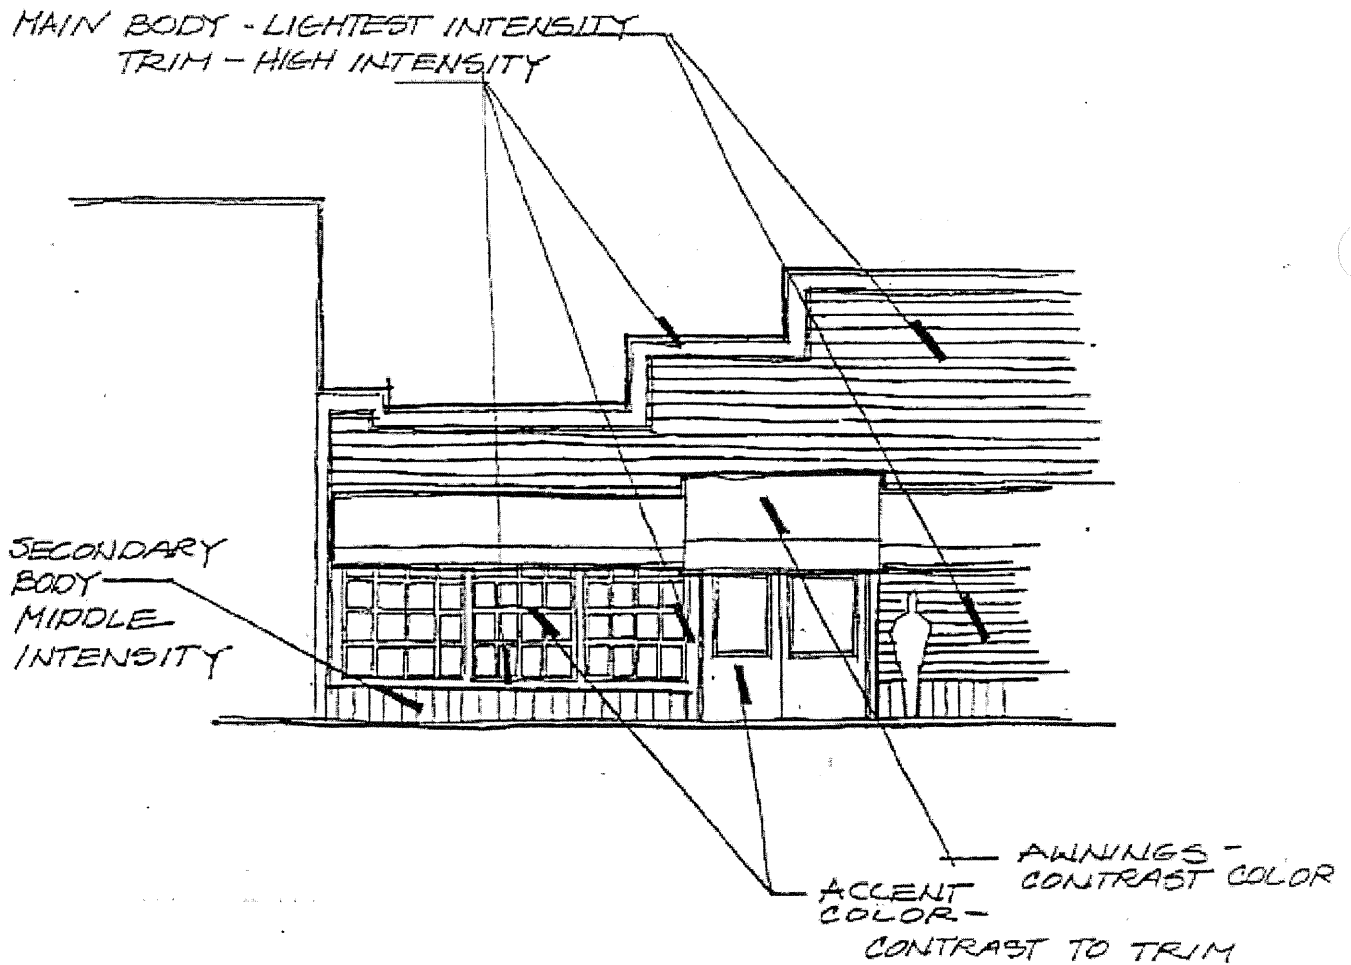 MAIN BODY - LIGHTEST INTENSITY
TRIM - HIGH INTENSITY
SECONDARY
BODY
MIDDLE
INTENSITY
AWNINGS -
CONTRAST COLOR
ACCENT
COLOR -
CONTRAST TO TRIM